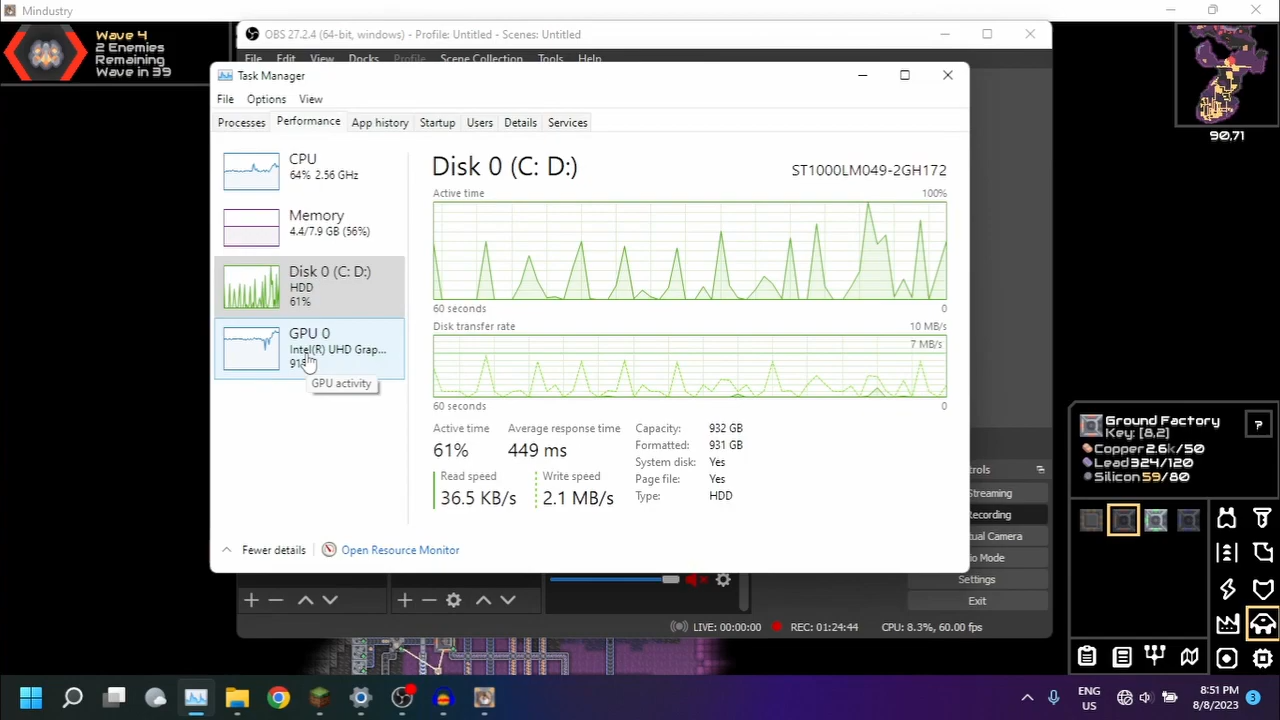 Mindustry
Wave 4
2 Enemies
Remaining
Wave in 39
OBS 27.2.4 (64-bit, windows) - Profile: Untitled - Scenes: Untitled
File Edit View Docks Profile Scene Collection Tools Help
Task Manager
File Options View
Processes Performance App history Startup Users Details Services
CPU
64% 2.56 GHz
Memory
4.4/7.9 GB (56%)
Disk 0 (C: D:)
HDD
61%
GPU 0
Intel(R) UHD Grap...
GPU activity
Disk 0 (C: D:)
ST1000LM049-2GH172
Active time 100%
60 seconds 0
Disk transfer rate 10 MB/s
7 MB/s
60 seconds 0
Active time
61%
Average response time
449 ms
Read speed
36.5 KB/s
Write speed
2.1 MB/s
Capacity: 932 GB
Formatted: 931 GB
System disk: Yes
Page file: Yes
Type: HDD
Fewer details
Open Resource Monitor
90,71
Ground Factory
Key: [8,2]
?
Copper 2.6k/50
Lead 324/120
Silicon 59/80
trols
Streaming
Recording
tual Camera
io Mode
Settings
Exit
LIVE: 00:00:00 REC: 01:24:44 CPU: 8.3%, 60.00 fps
ENG
US
8:51 PM
8/8/2023
3